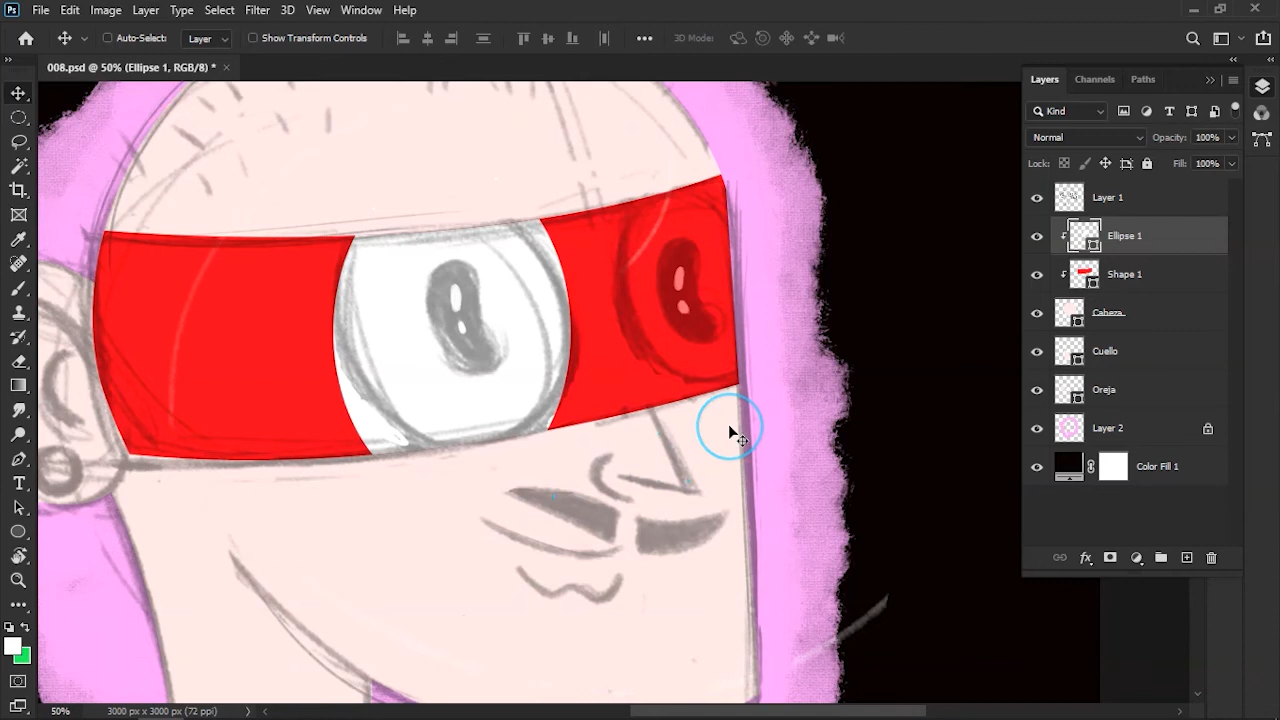 Ps File Edit Image Layer Type Select Filter 3D View Window Help
Auto-Select: Layer Show Transform Controls 3D Mode:
008.psd @ 50% (Ellipse 1, RGB/8) *
Layers Channels Paths
Kind
Normal Opacity: 100%
Lock: Fill: 100%
Layer 1
Ellipse 1
Shape 1
Cabeza
Cuello
Oreja
Layer 2
Color Fill 1
fx
50% 3000 px x 3000 px (72 ppi)